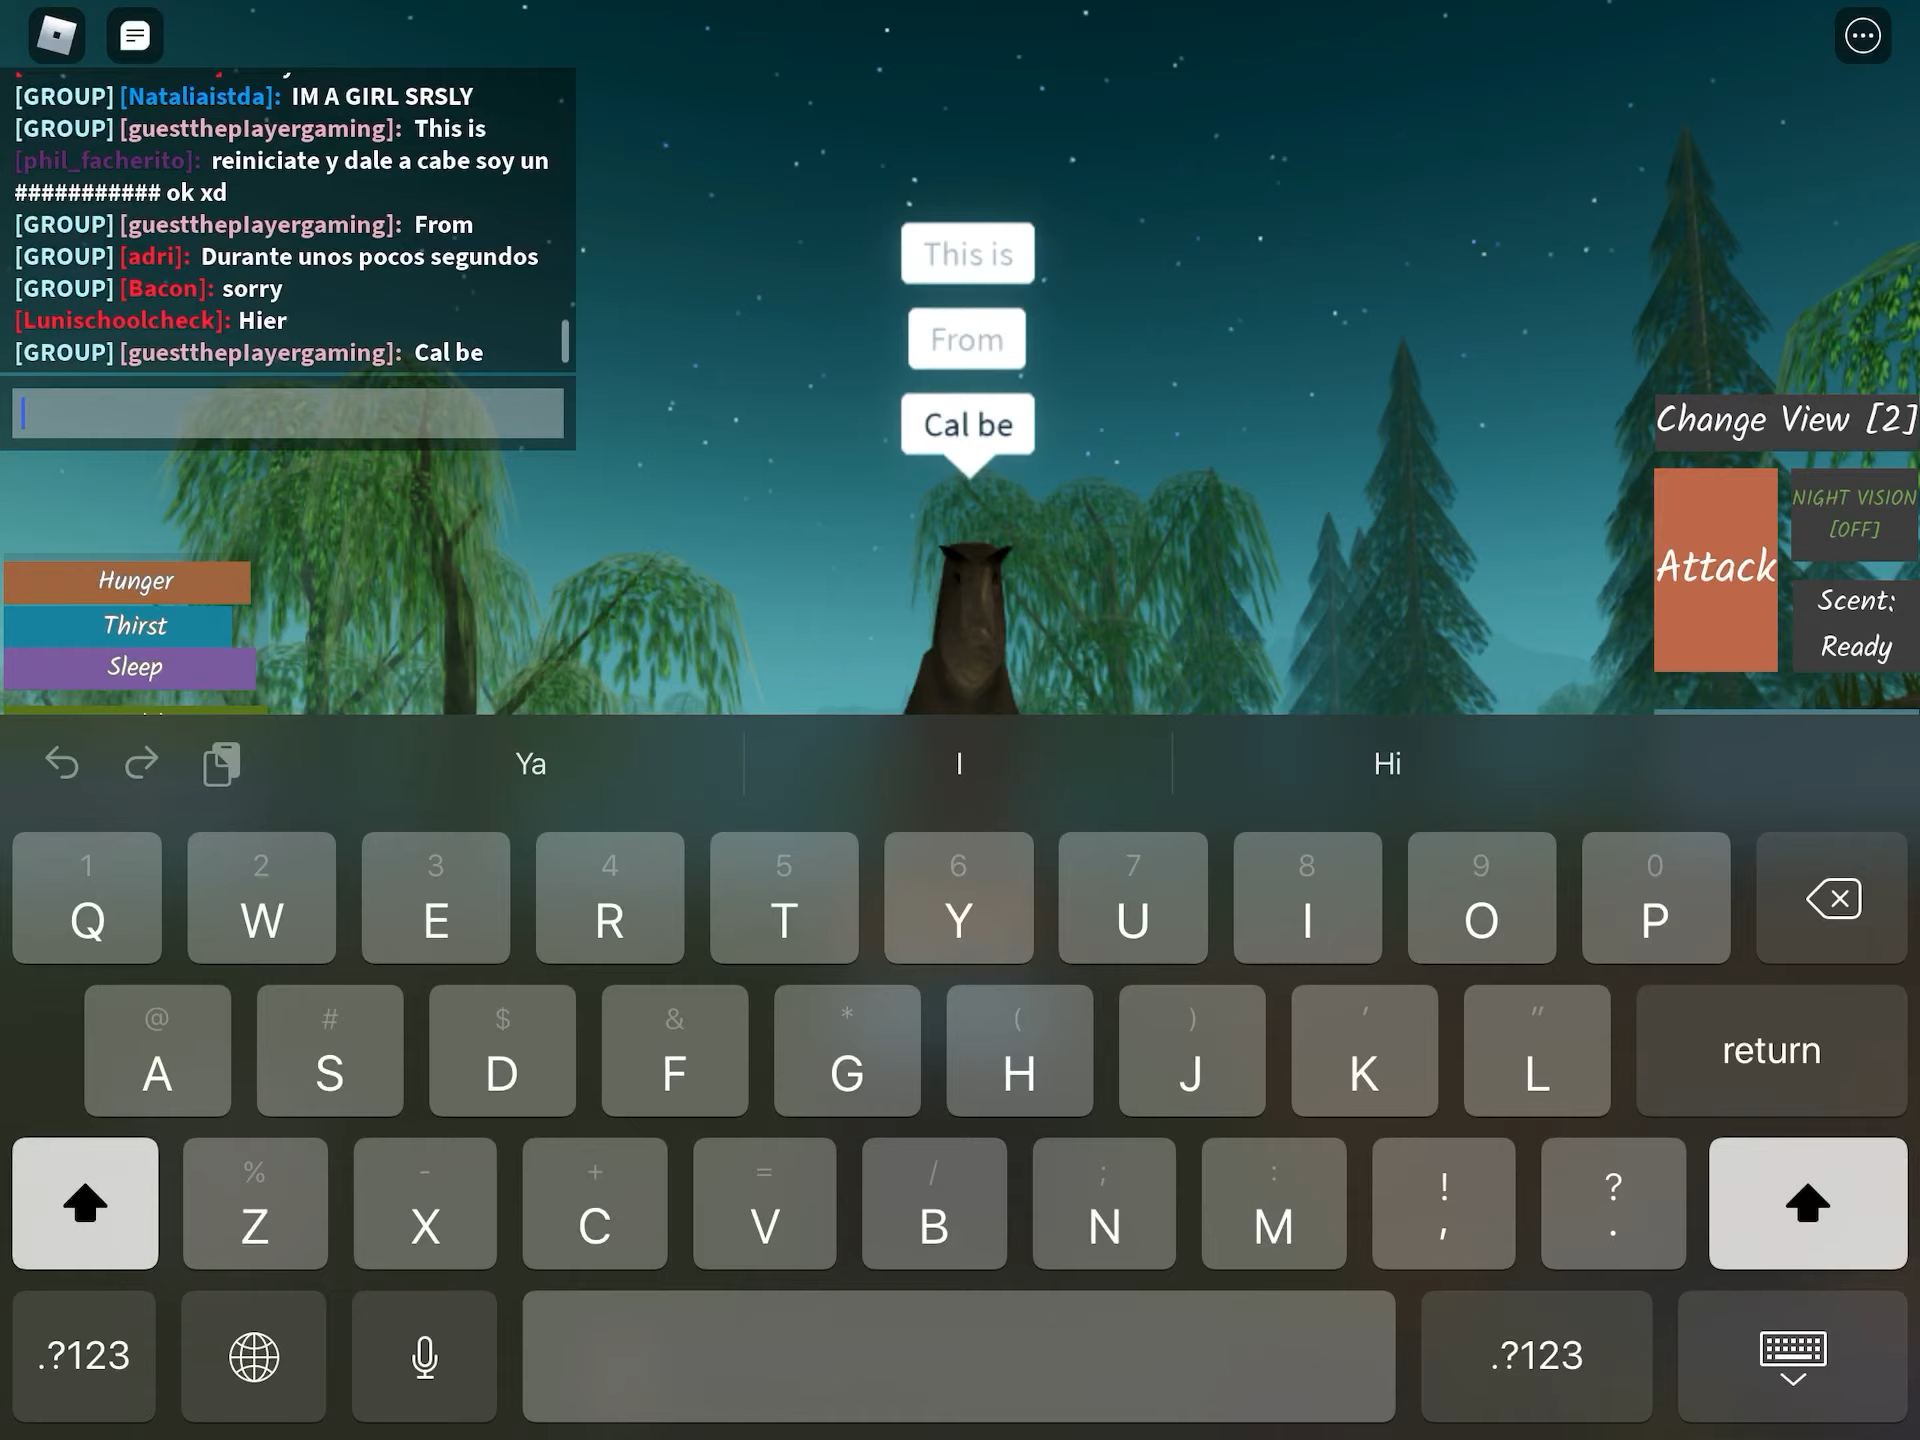 [GROUP] [Nataliaistda]: IM A GIRL SRSLY
[GROUP] [guesttheplayergaming]: This is
[phil_facherito]: reiniciate y dale a cabe soy un
########### ok xd
[GROUP] [guesttheplayergaming]: From
[GROUP] [adri]: Durante unos pocos segundos
[GROUP] [Bacon]: sorry
[Lunischoolcheck]: Hier
[GROUP] [guesttheplayergaming]: Cal be
This is
From
Cal be
Change View [2]
Attack
NIGHT VISION
[OFF]
Scent:
Ready
Hunger
Thirst
Sleep
Ya I Hi
1 2 3 4 5 6 7 8 9 0
Q W E R T Y U I O P
@ # $ & * ( ) ' "
A S D F G H J K L return
% - + = / ; : ! ?
Z X C V B N M , .
.?123 .?123